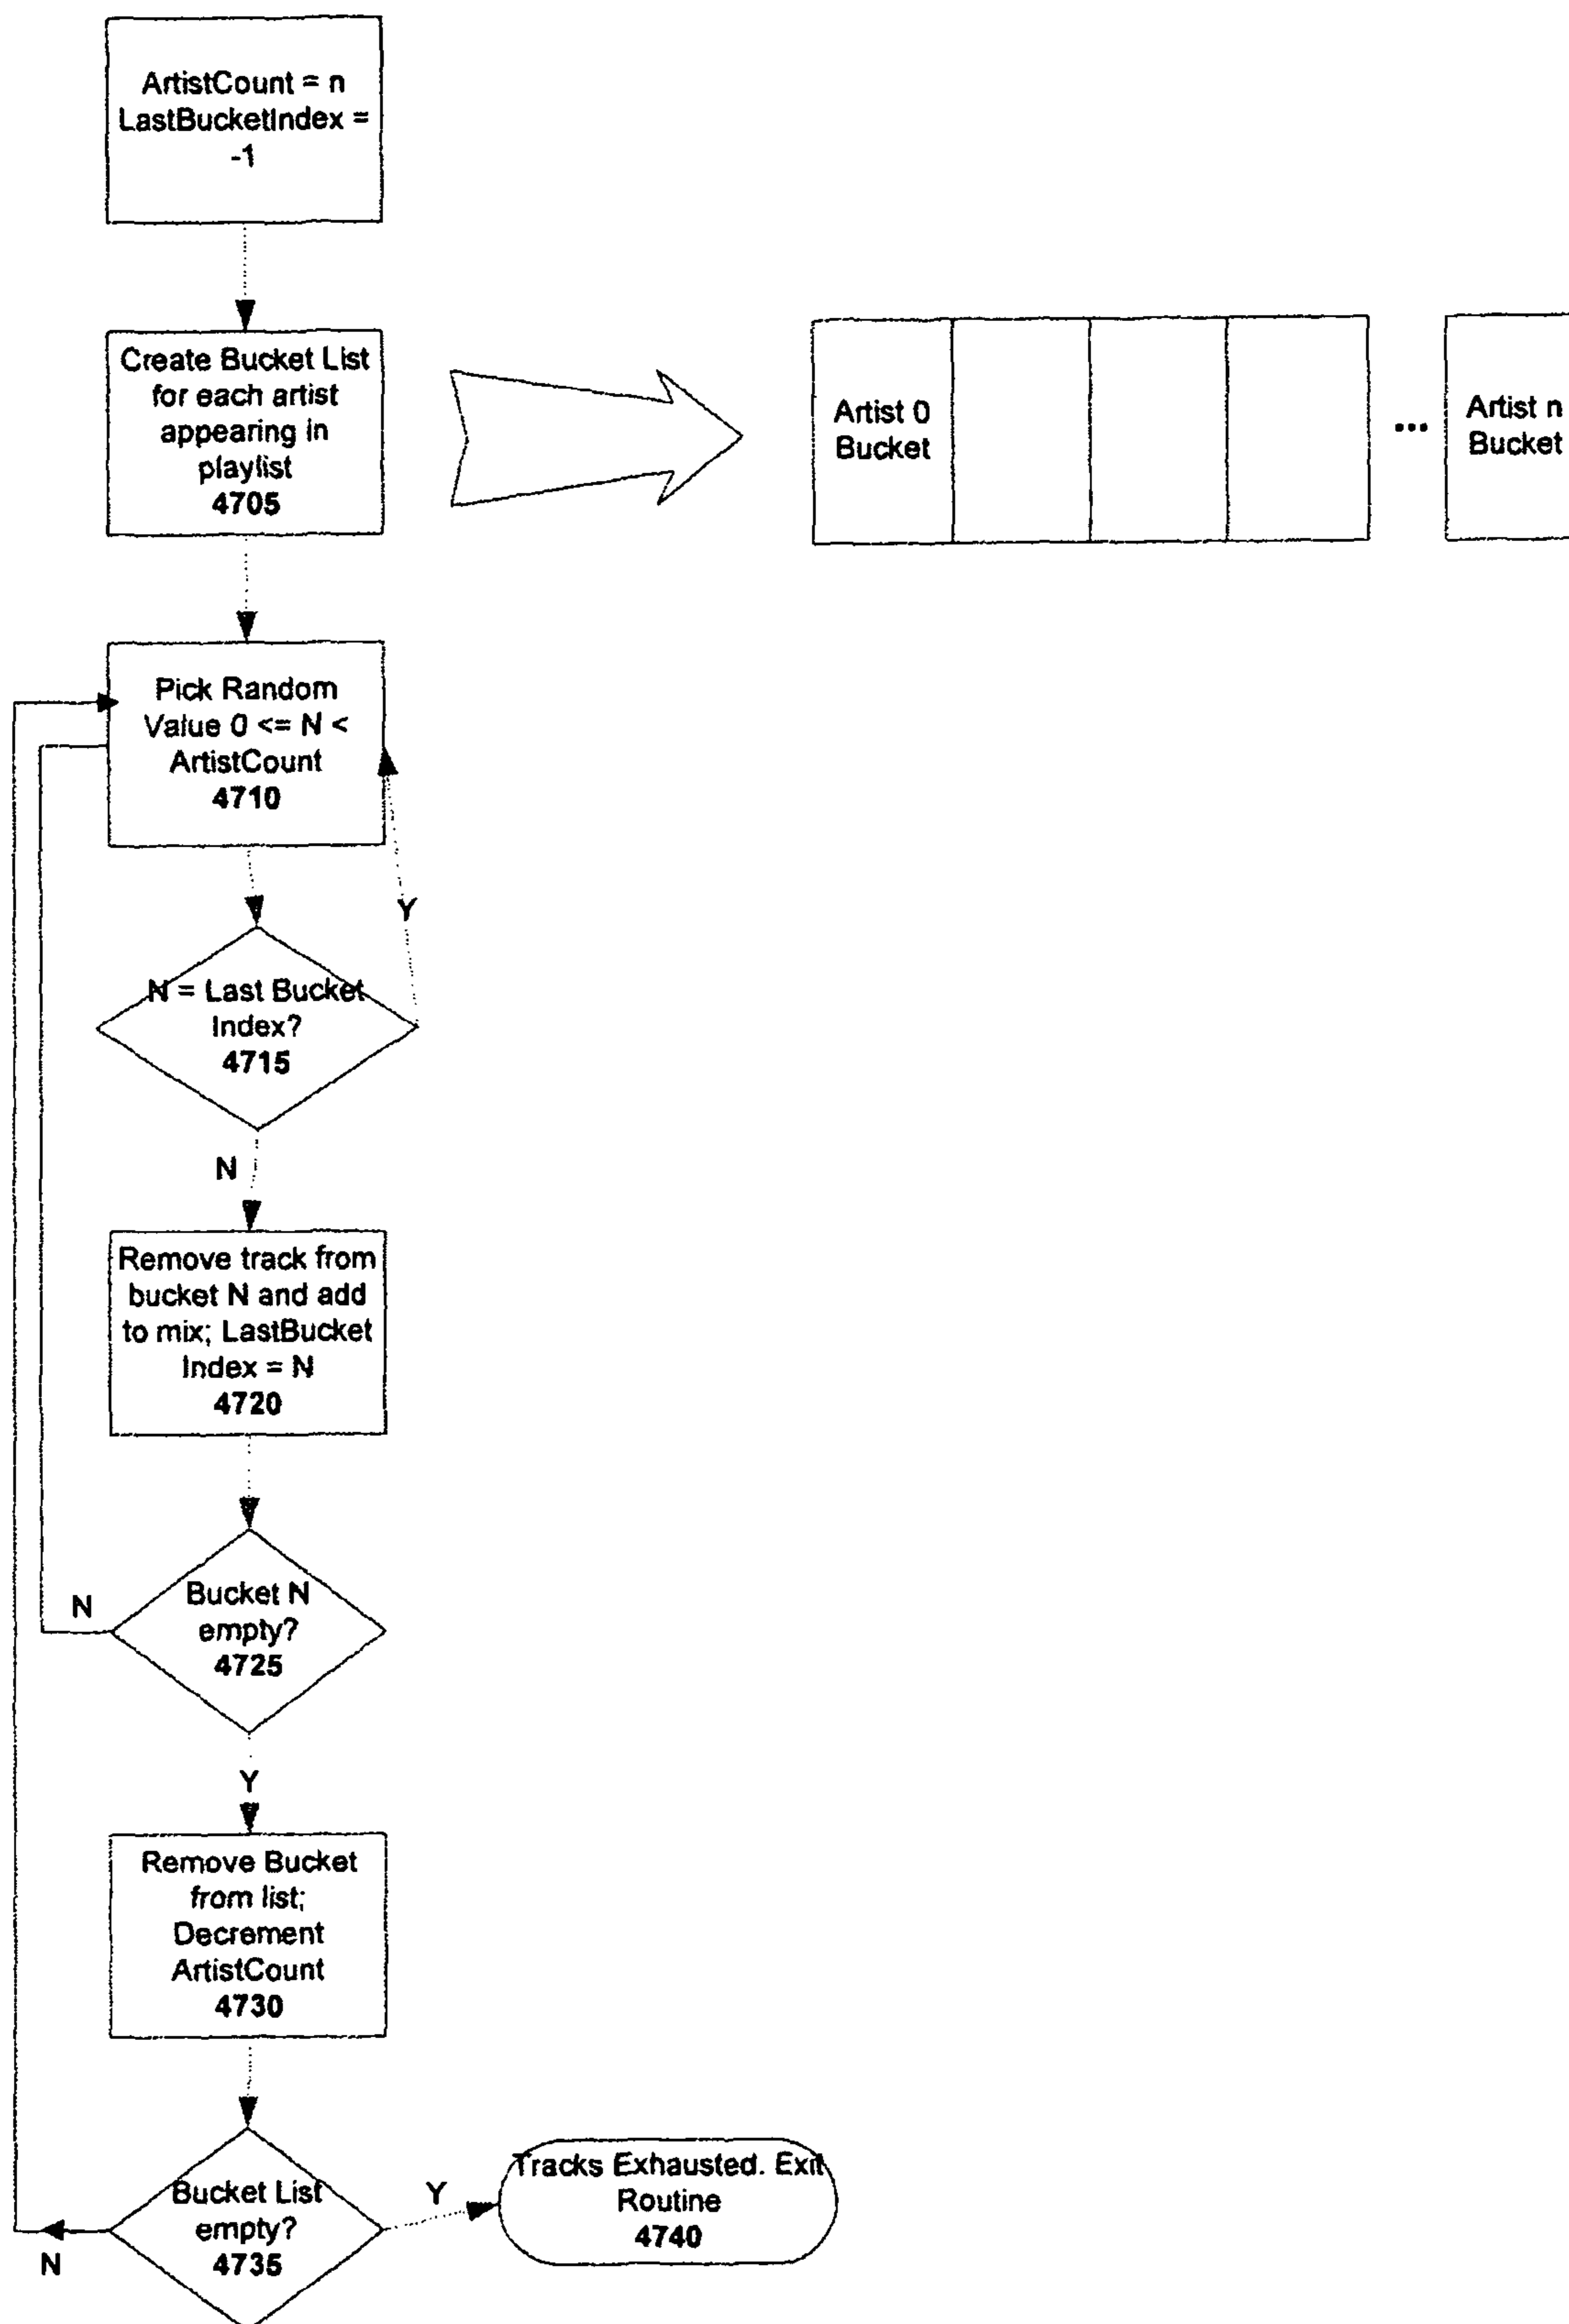 ArtistCount = n
LastBucketIndex =
-1
Create Bucket List
for each artist
appearing in
playlist
4705
Artist 0
Bucket
...
Artist n
Bucket
Pick Random
Value 0 <= N <
ArtistCount
4710
Y
N = Last Bucket
Index?
4715
N
Remove track from
bucket N and add
to mix; LastBucket
Index = N
4720
Bucket N
empty?
4725
N
Y
Remove Bucket
from list;
Decrement
ArtistCount
4730
Bucket List
empty?
4735
N
Y
Tracks Exhausted. Exit
Routine
4740